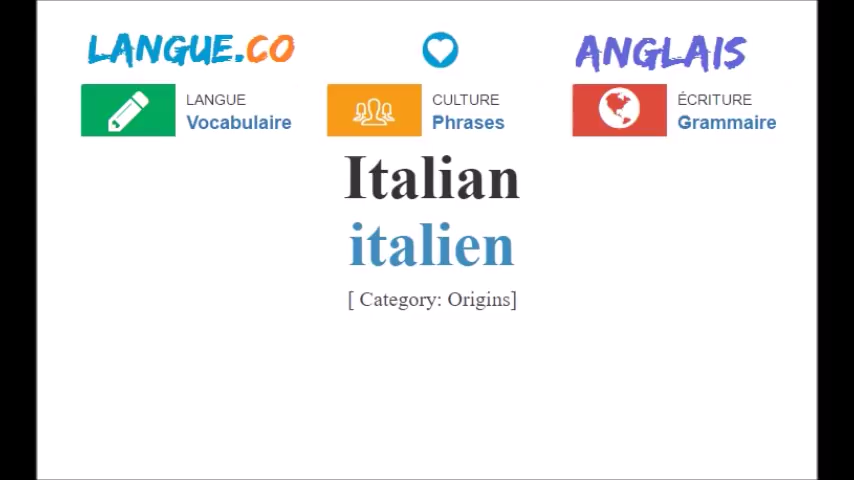 LANGUE.CO
ANGLAIS
LANGUE
Vocabulaire
CULTURE
Phrases
ÉCRITURE
Grammaire
Italian
italien
[ Category: Origins]